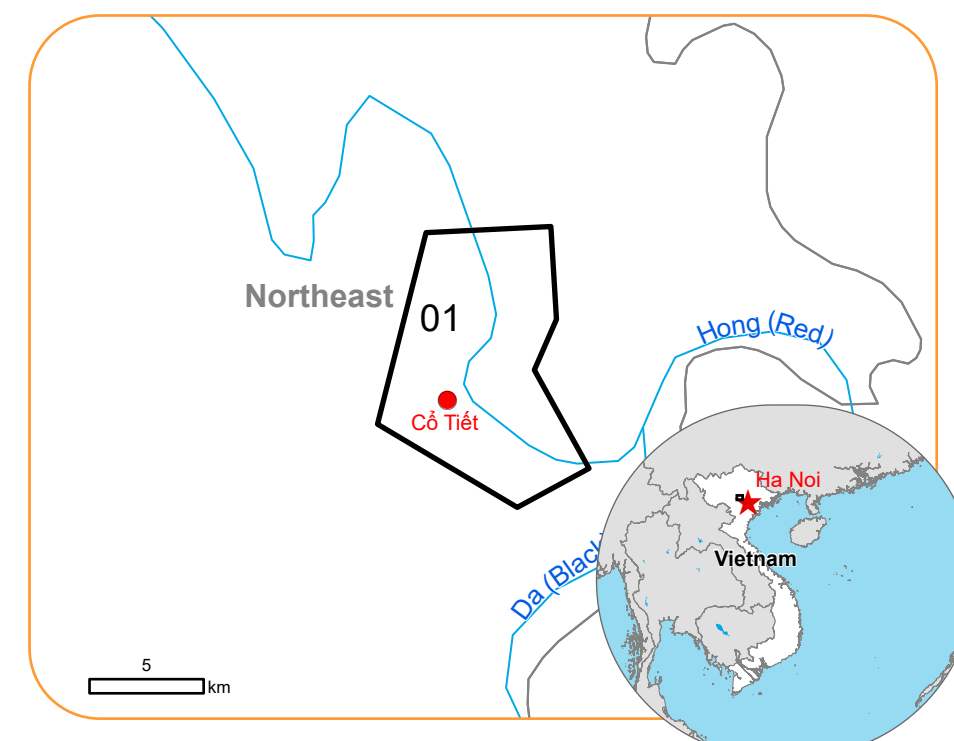 Northeast
01
Hong (Red)
Cổ Tiết
Ha Noi
Vietnam
Da (Black)
5
km